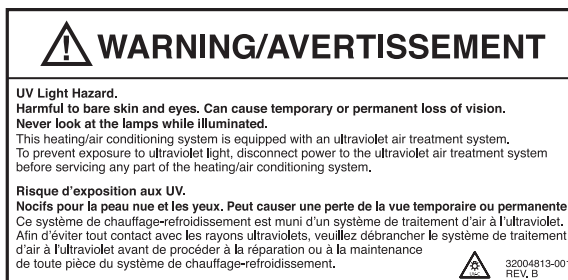 WARNING/AVERTISSEMENT
UV Light Hazard.
Harmful to bare skin and eyes. Can cause temporary or permanent loss of vision.
Never look at the lamps while illuminated.
This heating/air conditioning system is equipped with an ultraviolet air treatment system.
To prevent exposure to ultraviolet light, disconnect power to the ultraviolet air treatment system
before servicing any part of the heating/air conditioning system.
Risque d'exposition aux UV.
Nocifs pour la peau nue et les yeux. Peut causer une perte de la vue temporaire ou permanente
Ce système de chauffage-refroidissement est muni d'un système de traitement d'air à l'ultraviolet.
Afin d'éviter tout contact avec les rayons ultraviolets, veuillez débrancher le système de traitement
d'air à l'ultraviolet avant de procéder à la réparation ou à la maintenance
de toute pièce du système de chauffage-refroidissement.
32004813-001
REV. B